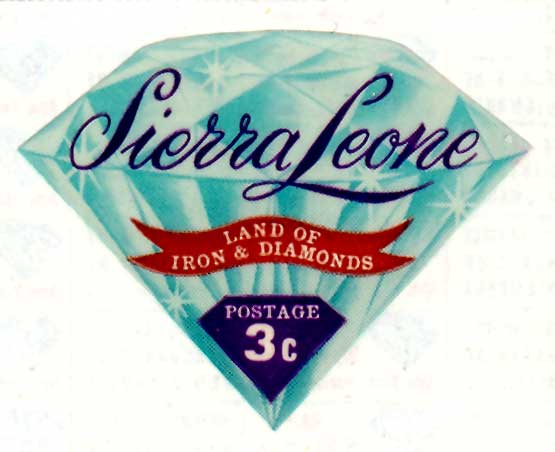 Sierra Leone
LAND OF
IRON & DIAMONDS
POSTAGE
3c